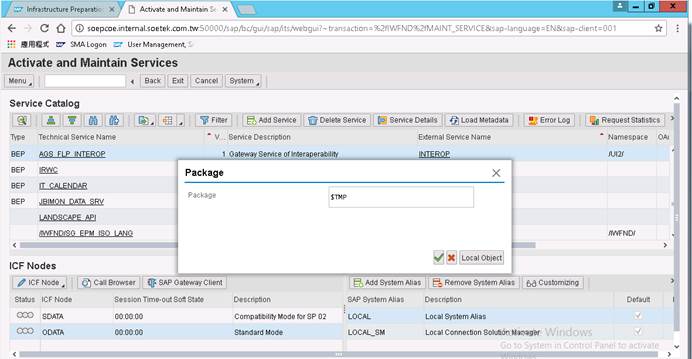 Infrastructure Preparation
Activate and Maintain Ser
soepcoe.internal.soetek.com.tw:50000/sap/bc/gui/sap/its/webgui?~transaction=%2fIWFND%2fMAINT_SERVICE&sap-language=EN&sap-client=001
應用程式 SMA Logon User Management, S
Activate and Maintain Services
Menu Back Exit Cancel System
Service Catalog
Filter Add Service Delete Service Service Details Load Metadata Error Log Request Statistics
Type Technical Service Name V... Service Description External Service Name Namespace OAu
BEP AGS_FLP_INTEROP 1 Gateway Service of Interoperability INTEROP /UI2/
BEP IRWC
BEP IT_CALENDAR
BEP JBIMON_DATA_SRV
LANDSCAPE_API
/IWFND/SG_EPM_ISO_LANG /IWFND/
Package
Package $TMP
Local Object
ICF Nodes
ICF Node Call Browser SAP Gateway Client Add System Alias Remove System Alias Customizing
Status ICF Node Session Time-out Soft State Description SAP System Alias Description Default
SDATA 00:00:00 Compatibility Mode for SP 02 LOCAL Local System Alias
ODATA 00:00:00 Standard Mode LOCAL_SM Local Connection Solution Manager
Windows
Go to System in Control Panel to activate
Windows